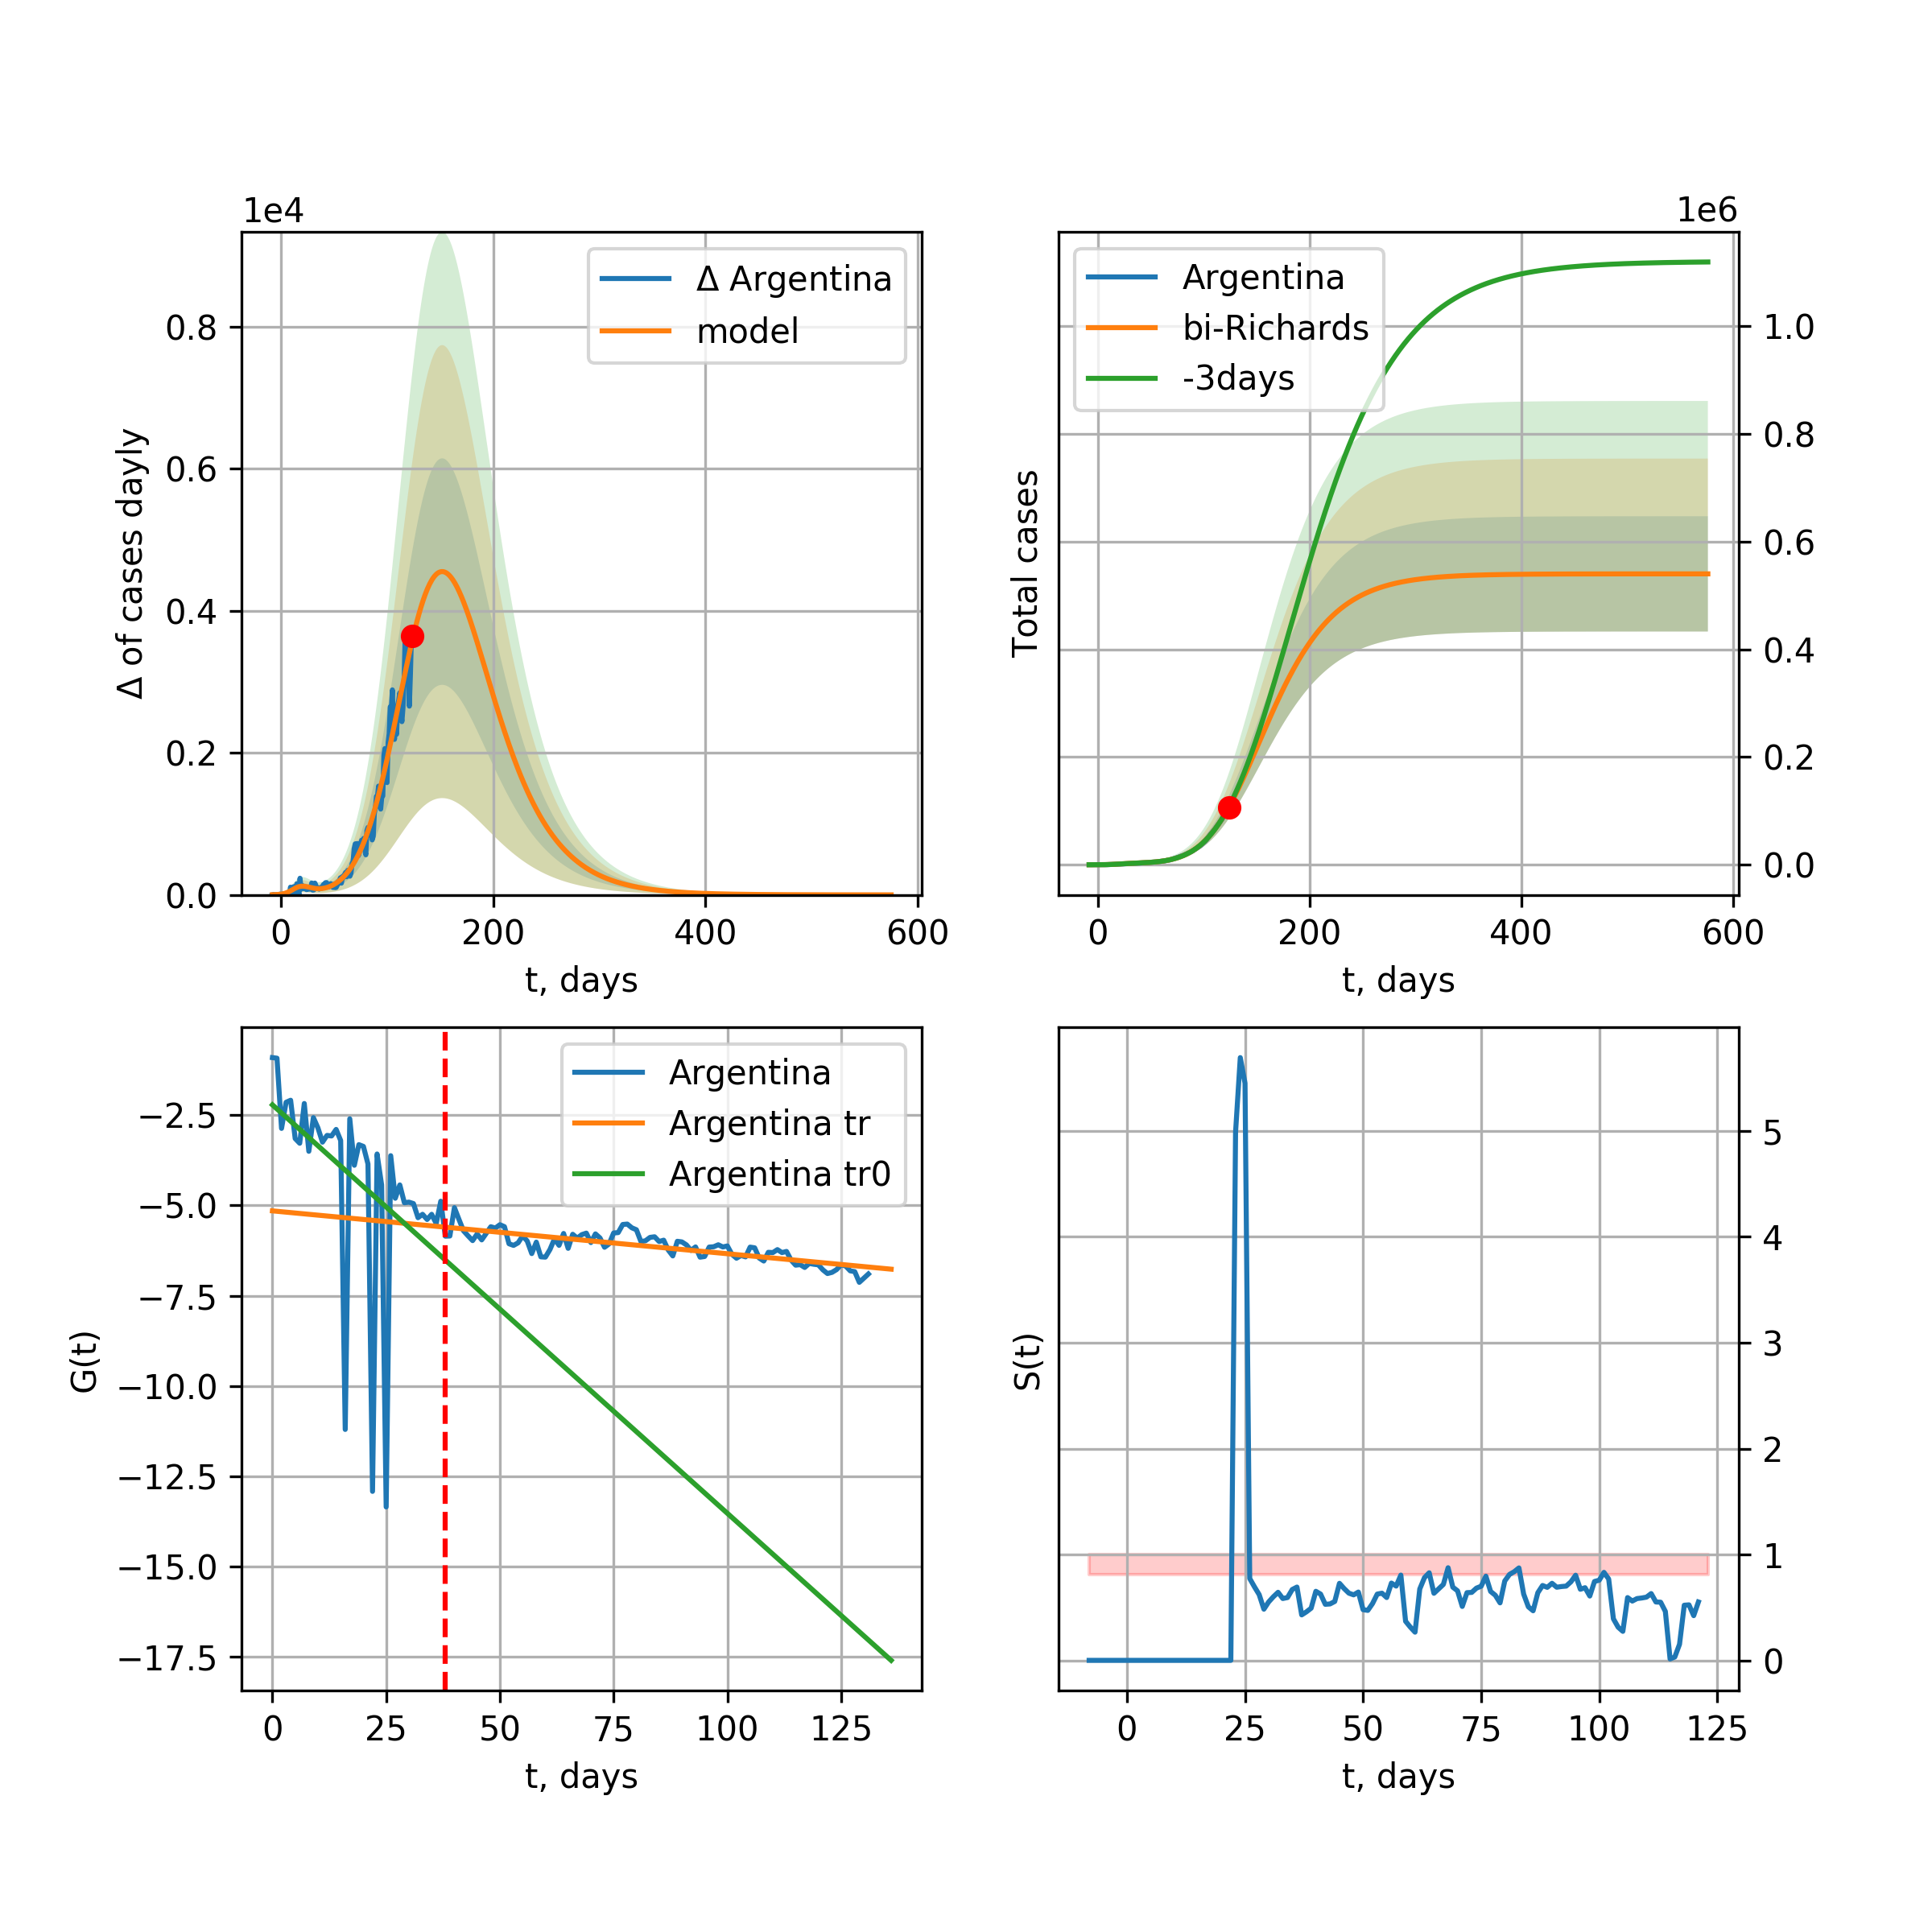 1e4
Δ of cases dayly
0.8
0.6
0.4
0.2
0.0
Δ Argentina
model
0 200 400 600
t, days
1e6
Total cases
Argentina
bi-Richards
-3days
1.0
0.8
0.6
0.4
0.2
0.0
0 200 400 600
t, days
G(t)
−2.5
−5.0
−7.5
−10.0
−12.5
−15.0
−17.5
Argentina
Argentina tr
Argentina tr0
0 25 50 75 100 125
t, days
S(t)
5
4
3
2
1
0
0 25 50 75 100 125
t, days